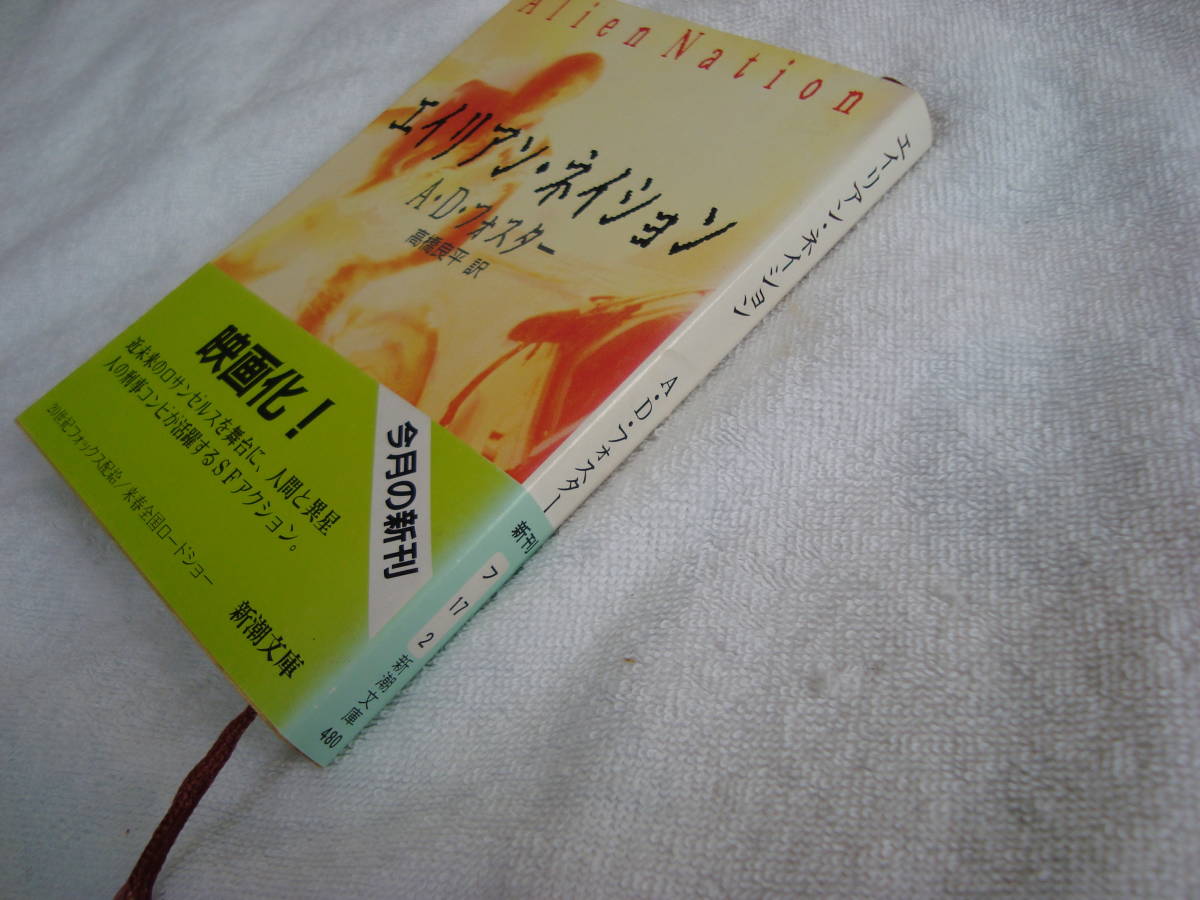 Alien Nation
エイリアン・ネイション
A・D・フォスター
高橋良平 訳
映画化!
近未来のロサンゼルスを舞台に、人間と異星
人の刑事コンビが活躍するSFアクション。
20世紀フォックス配給/来春全国ロードショー
今月の新刊
新潮文庫
エイリアン・ネイション
A・D・フォスター
新刊
フ
17
2
新潮文庫
480